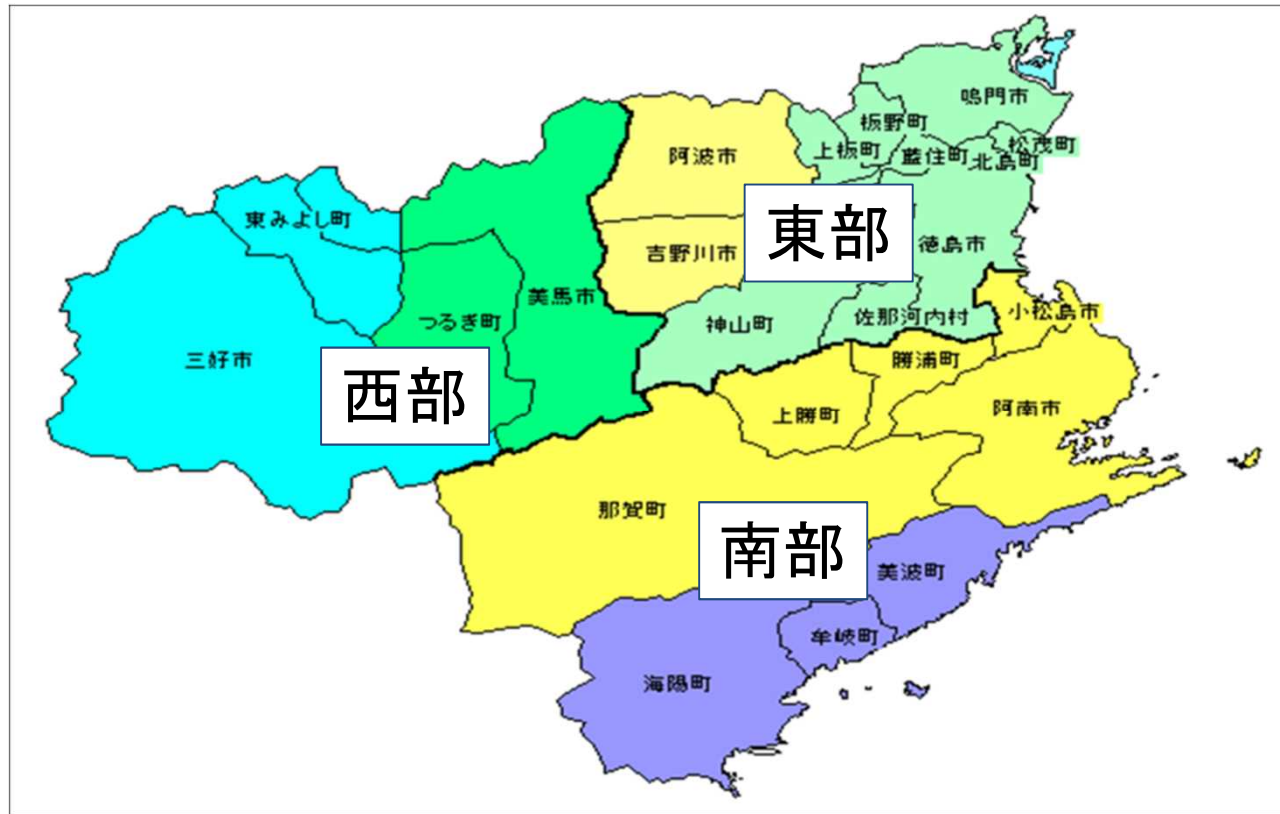 鳴門市
板野町
松茂町
上板町
藍住町
北島町
阿波市
東みよし町
東部
徳島市
吉野川市
美馬市
つるぎ町
神山町
佐那河内村
小松島市
三好市
勝浦町
西部
上勝町
阿南市
那賀町
南部
美波町
牟岐町
海陽町